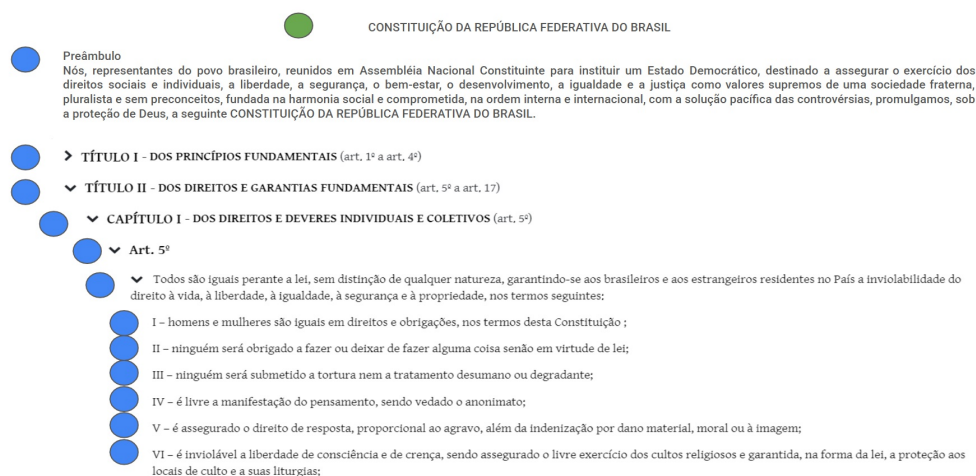 CONSTITUIÇÃO DA REPÚBLICA FEDERATIVA DO BRASIL
Preâmbulo
Nós, representantes do povo brasileiro, reunidos em Assembléia Nacional Constituinte para instituir um Estado Democrático, destinado a assegurar o exercício dos
direitos sociais e individuais, a liberdade, a segurança, o bem-estar, o desenvolvimento, a igualdade e a justiça como valores supremos de uma sociedade fraterna,
pluralista e sem preconceitos, fundada na harmonia social e comprometida, na ordem interna e internacional, com a solução pacífica das controvérsias, promulgamos, sob
a proteção de Deus, a seguinte CONSTITUIÇÃO DA REPÚBLICA FEDERATIVA DO BRASIL.
TÍTULO I - DOS PRINCÍPIOS FUNDAMENTAIS (art. 1º a art. 4º)
TÍTULO II - DOS DIREITOS E GARANTIAS FUNDAMENTAIS (art. 5º a art. 17)
CAPÍTULO I - DOS DIREITOS E DEVERES INDIVIDUAIS E COLETIVOS (art. 5º)
Art. 5º
Todos são iguais perante a lei, sem distinção de qualquer natureza, garantindo-se aos brasileiros e aos estrangeiros residentes no País a inviolabilidade do
direito à vida, à liberdade, à igualdade, à segurança e à propriedade, nos termos seguintes:
I – homens e mulheres são iguais em direitos e obrigações, nos termos desta Constituição ;
II – ninguém será obrigado a fazer ou deixar de fazer alguma coisa senão em virtude de lei;
III – ninguém será submetido a tortura nem a tratamento desumano ou degradante;
IV – é livre a manifestação do pensamento, sendo vedado o anonimato;
V – é assegurado o direito de resposta, proporcional ao agravo, além da indenização por dano material, moral ou à imagem;
VI – é inviolável a liberdade de consciência e de crença, sendo assegurado o livre exercício dos cultos religiosos e garantida, na forma da lei, a proteção aos
locais de culto e a suas liturgias;